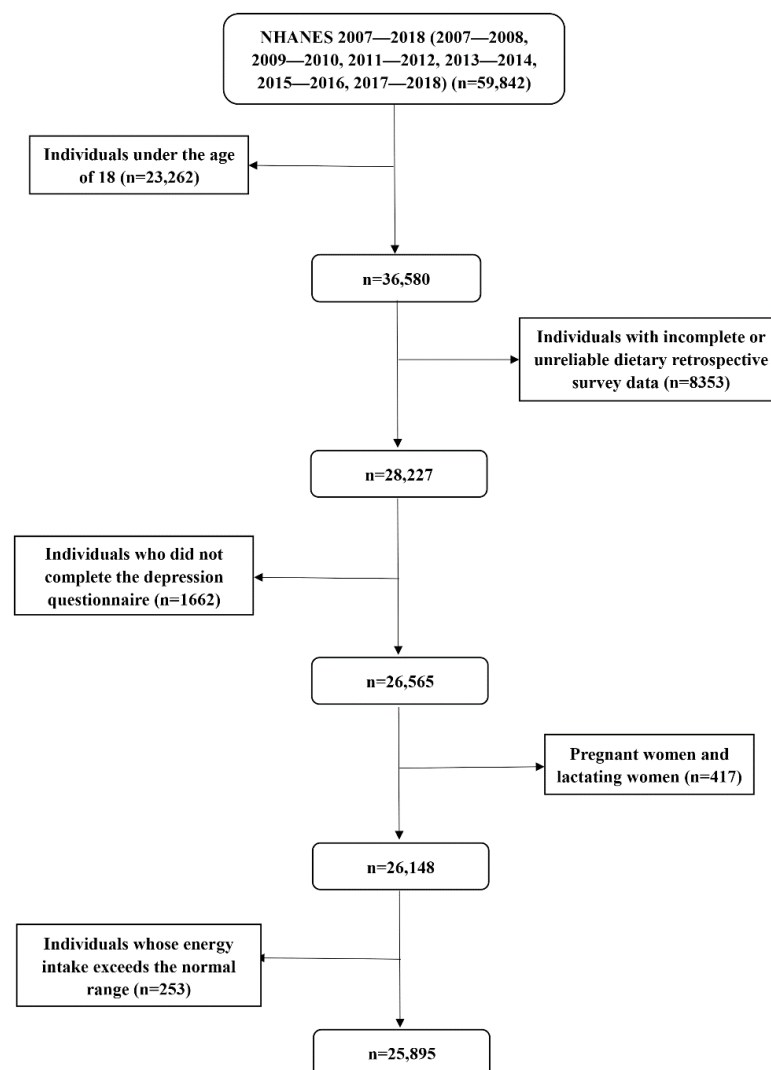 NHANES 2007—2018 (2007—2008,
2009—2010, 2011—2012, 2013—2014,
2015—2016, 2017—2018) (n=59,842)
Individuals under the age
of 18 (n=23,262)
n=36,580
Individuals with incomplete or
unreliable dietary retrospective
survey data (n=8353)
n=28,227
Individuals who did not
complete the depression
questionnaire (n=1662)
n=26,565
Pregnant women and
lactating women (n=417)
n=26,148
Individuals whose energy
intake exceeds the normal
range (n=253)
n=25,895